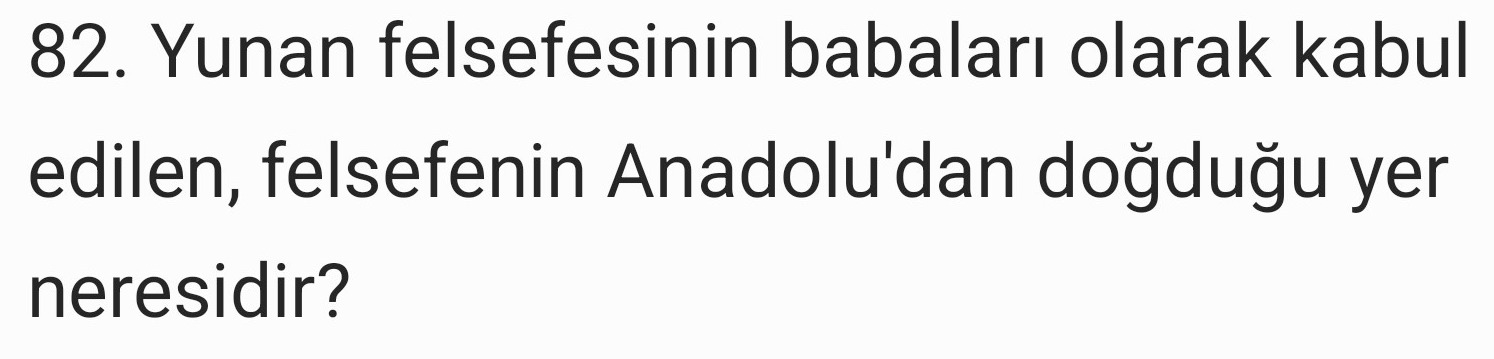 82. Yunan felsefesinin babaları olarak kabul
edilen, felsefenin Anadolu'dan doğduğu yer
neresidir?